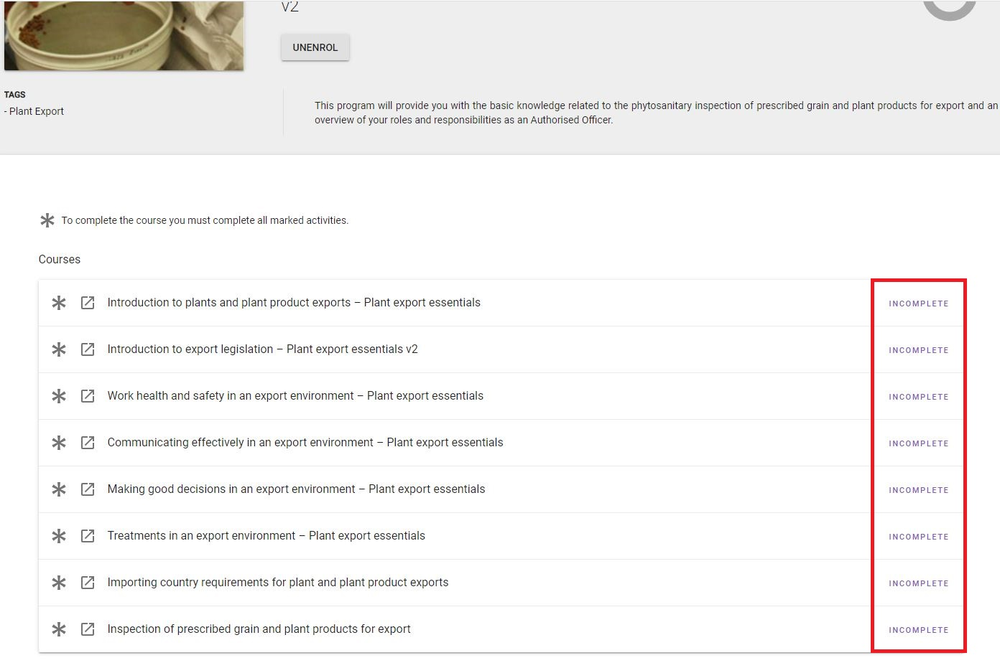 v2
UNENROL
TAGS
- Plant Export
This program will provide you with the basic knowledge related to the phytosanitary inspection of prescribed grain and plant products for export and an
overview of your roles and responsibilities as an Authorised Officer.
To complete the course you must complete all marked activities.
Courses
Introduction to plants and plant product exports – Plant export essentials INCOMPLETE
Introduction to export legislation – Plant export essentials v2 INCOMPLETE
Work health and safety in an export environment – Plant export essentials INCOMPLETE
Communicating effectively in an export environment – Plant export essentials INCOMPLETE
Making good decisions in an export environment – Plant export essentials INCOMPLETE
Treatments in an export environment – Plant export essentials INCOMPLETE
Importing country requirements for plant and plant product exports INCOMPLETE
Inspection of prescribed grain and plant products for export INCOMPLETE